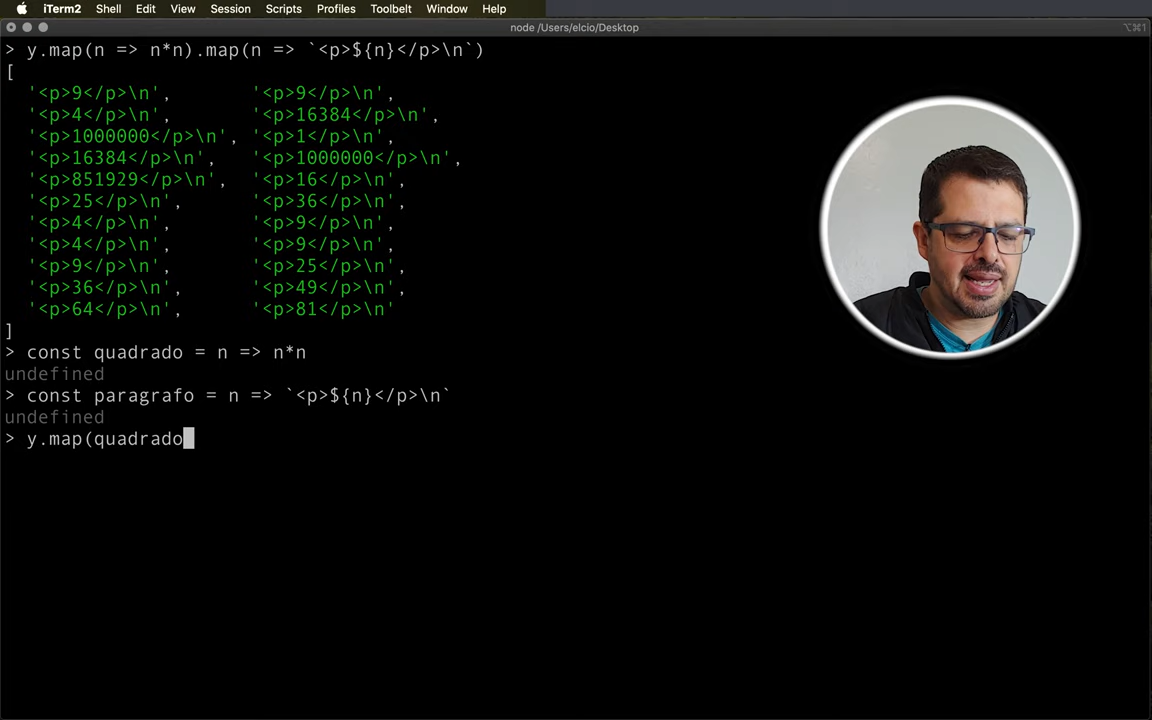 iTerm2 Shell Edit View Session Scripts Profiles Toolbelt Window Help
node /Users/elcio/Desktop ⌥⌘1
> y.map(n => n*n).map(n => `<p>${n}</p>\n`)
[
'<p>9</p>\n', '<p>9</p>\n',
'<p>4</p>\n', '<p>16384</p>\n',
'<p>1000000</p>\n', '<p>1</p>\n',
'<p>16384</p>\n', '<p>1000000</p>\n',
'<p>851929</p>\n', '<p>16</p>\n',
'<p>25</p>\n', '<p>36</p>\n',
'<p>4</p>\n', '<p>9</p>\n',
'<p>4</p>\n', '<p>9</p>\n',
'<p>9</p>\n', '<p>25</p>\n',
'<p>36</p>\n', '<p>49</p>\n',
'<p>64</p>\n', '<p>81</p>\n'
]
> const quadrado = n => n*n
undefined
> const paragrafo = n => `<p>${n}</p>\n`
undefined
> y.map(quadrado